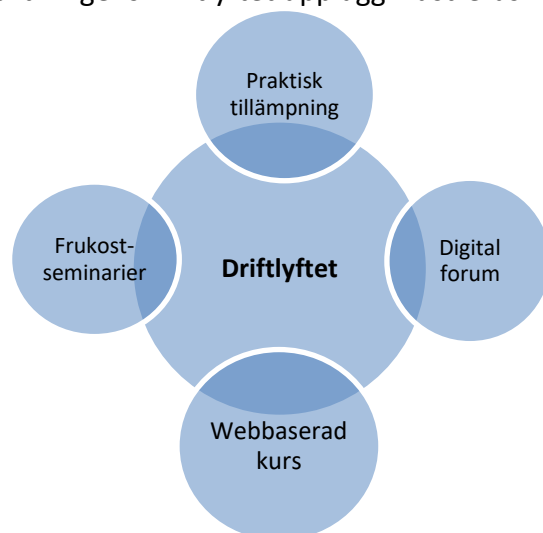 Praktisk
tillämpning
Frukost-
seminarier
Driftlyftet
Digital
forum
Webbaserad
kurs